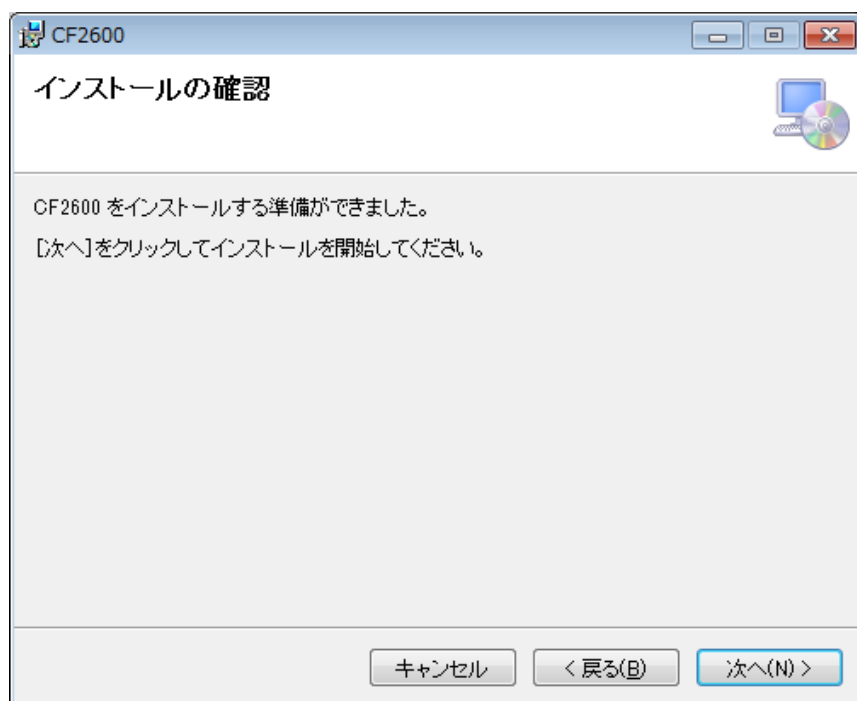 CF2600
インストールの確認
CF2600 をインストールする準備ができました。
[次へ]をクリックしてインストールを開始してください。
キャンセル
< 戻る(B)
次へ(N) >